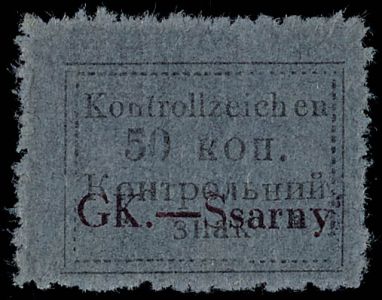 Kontrollzeichen
50 коп.
Контрольний
GK.—Ssarny
знак